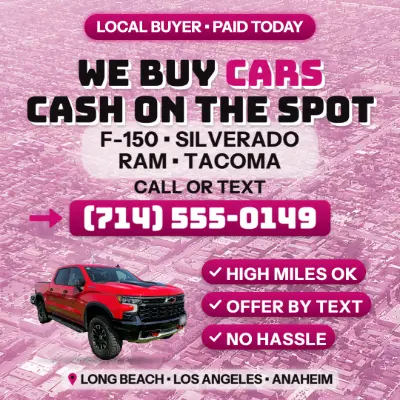 LOCAL BUYER • PAID TODAY
WE BUY CARS
CASH ON THE SPOT
F-150 • SILVERADO
RAM • TACOMA
CALL OR TEXT
(714) 555-0149
HIGH MILES OK
OFFER BY TEXT
NO HASSLE
LONG BEACH • LOS ANGELES • ANAHEIM